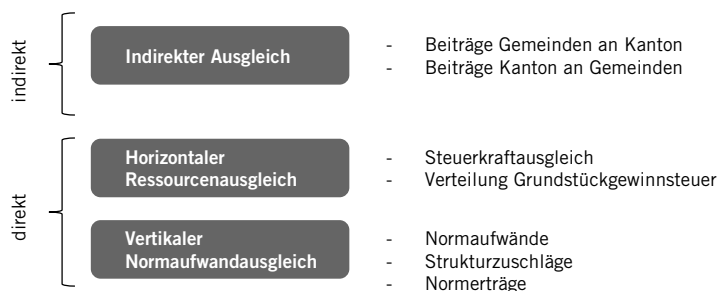 indirekt
Indirekter Ausgleich
- Beiträge Gemeinden an Kanton
- Beiträge Kanton an Gemeinden
direkt
Horizontaler
Ressourcenausgleich
- Steuerkraftausgleich
- Verteilung Grundstückgewinnsteuer
Vertikaler
Normaufwandausgleich
- Normaufwände
- Strukturzuschläge
- Normerträge